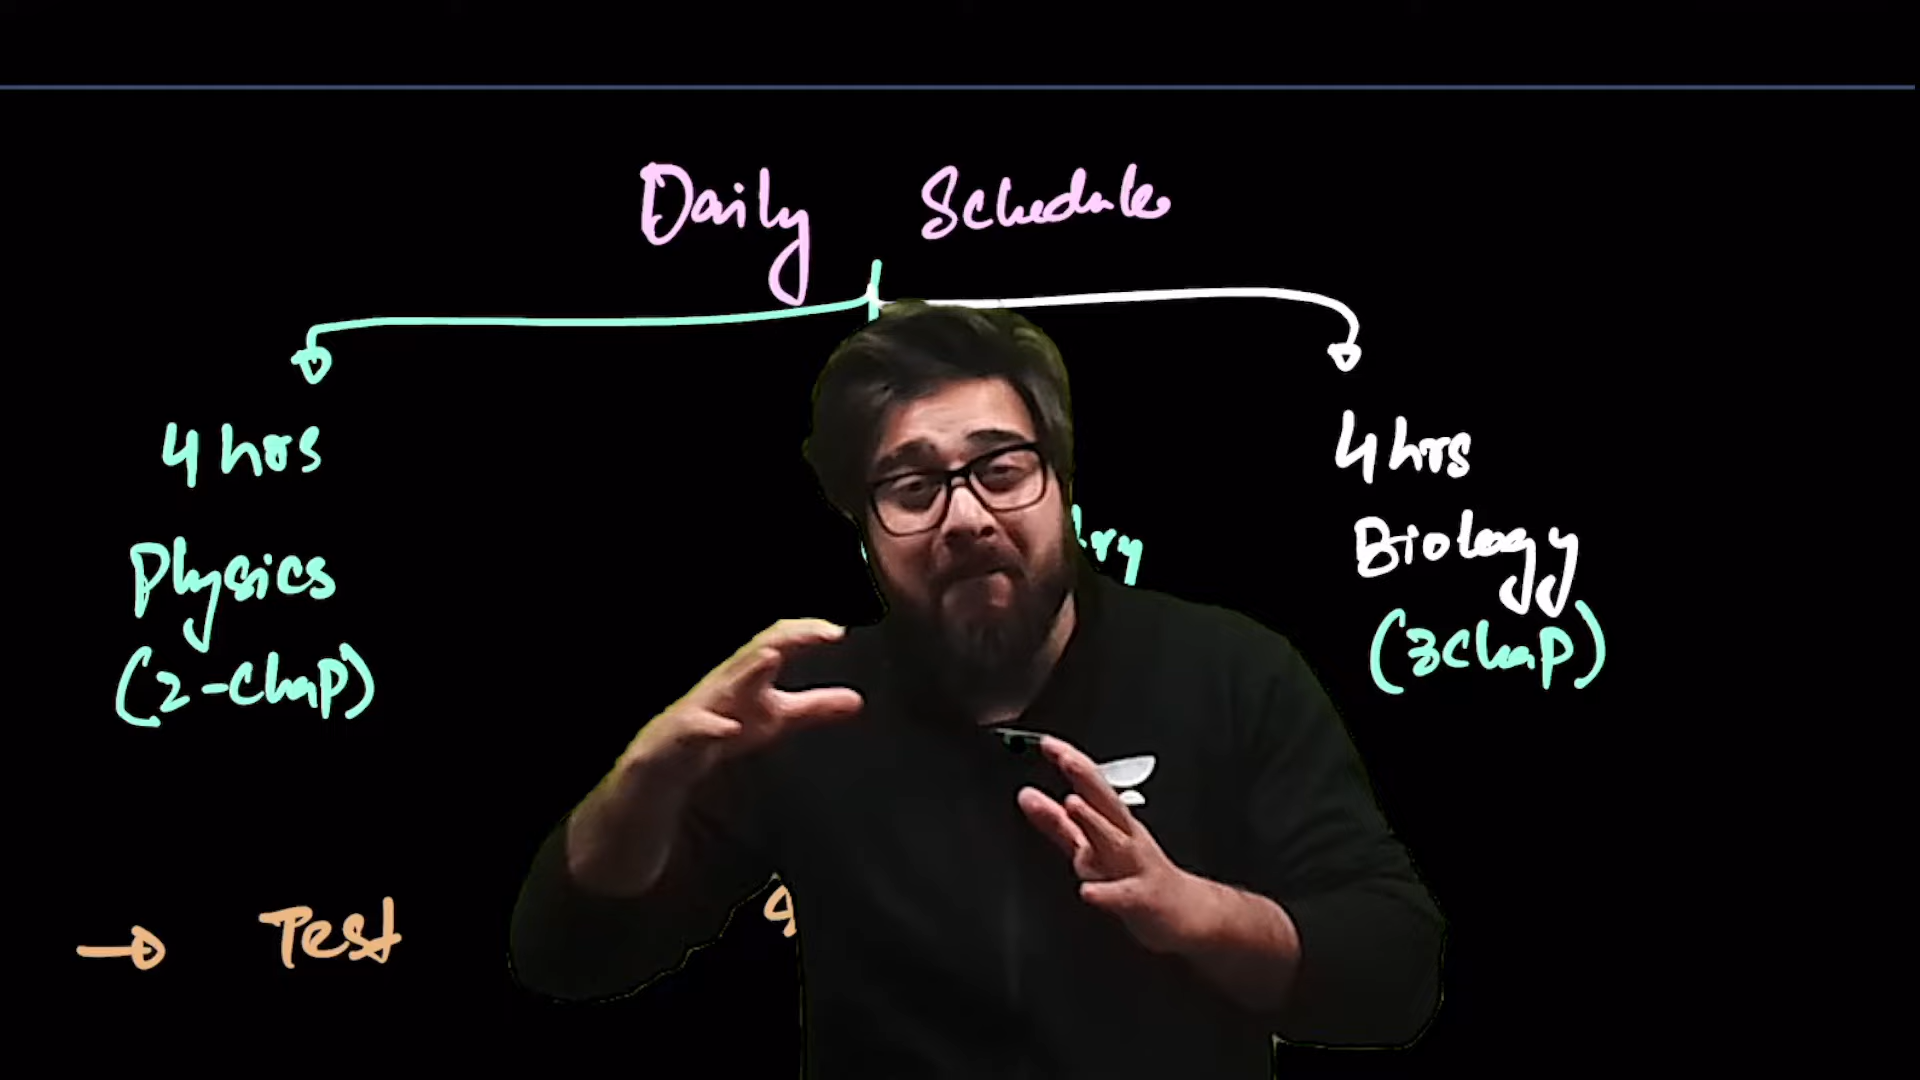 Daily Schedule
4 hrs
4 hrs
Physics
Biology
(2-Chap)
(3 Chap)
→ Test